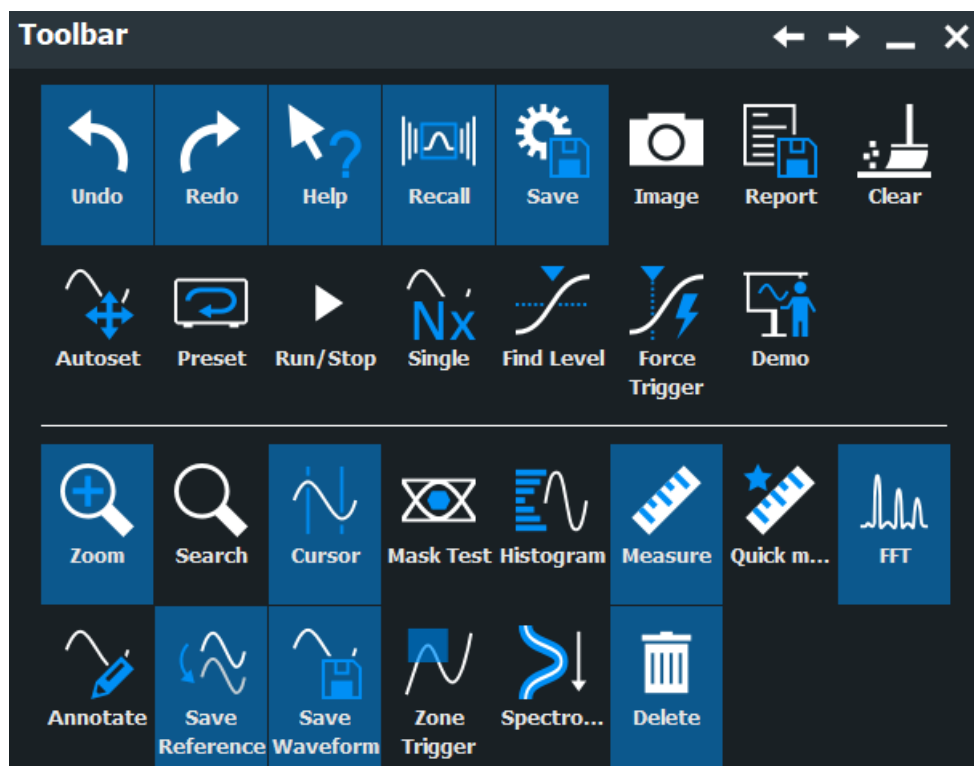 Toolbar
Undo Redo Help Recall Save Image Report Clear
Autoset Preset Run/Stop Nx Single Find Level Force Trigger Demo
Zoom Search Cursor Mask Test Histogram Measure Quick m... FFT
Annotate Save Reference Save Waveform Zone Trigger Spectro... Delete